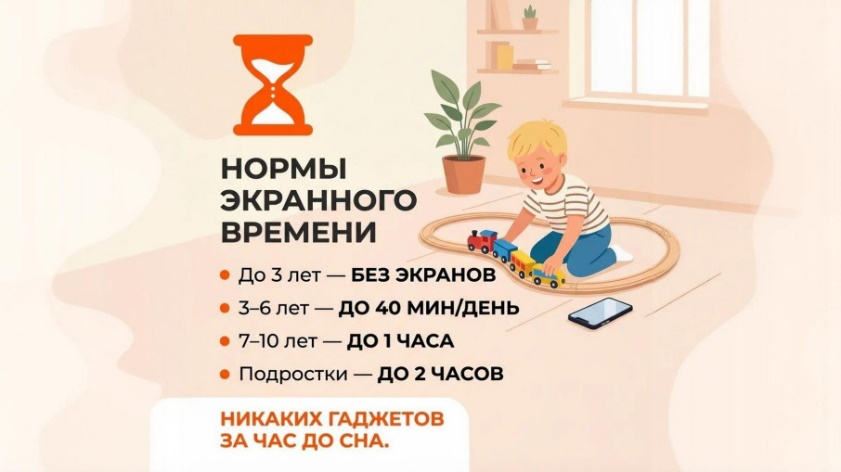 НОРМЫ
ЭКРАННОГО
ВРЕМЕНИ
• До 3 лет — БЕЗ ЭКРАНОВ
• 3–6 лет — ДО 40 МИН/ДЕНЬ
• 7–10 лет — ДО 1 ЧАСА
• Подростки — ДО 2 ЧАСОВ
НИКАКИХ ГАДЖЕТОВ
ЗА ЧАС ДО СНА.